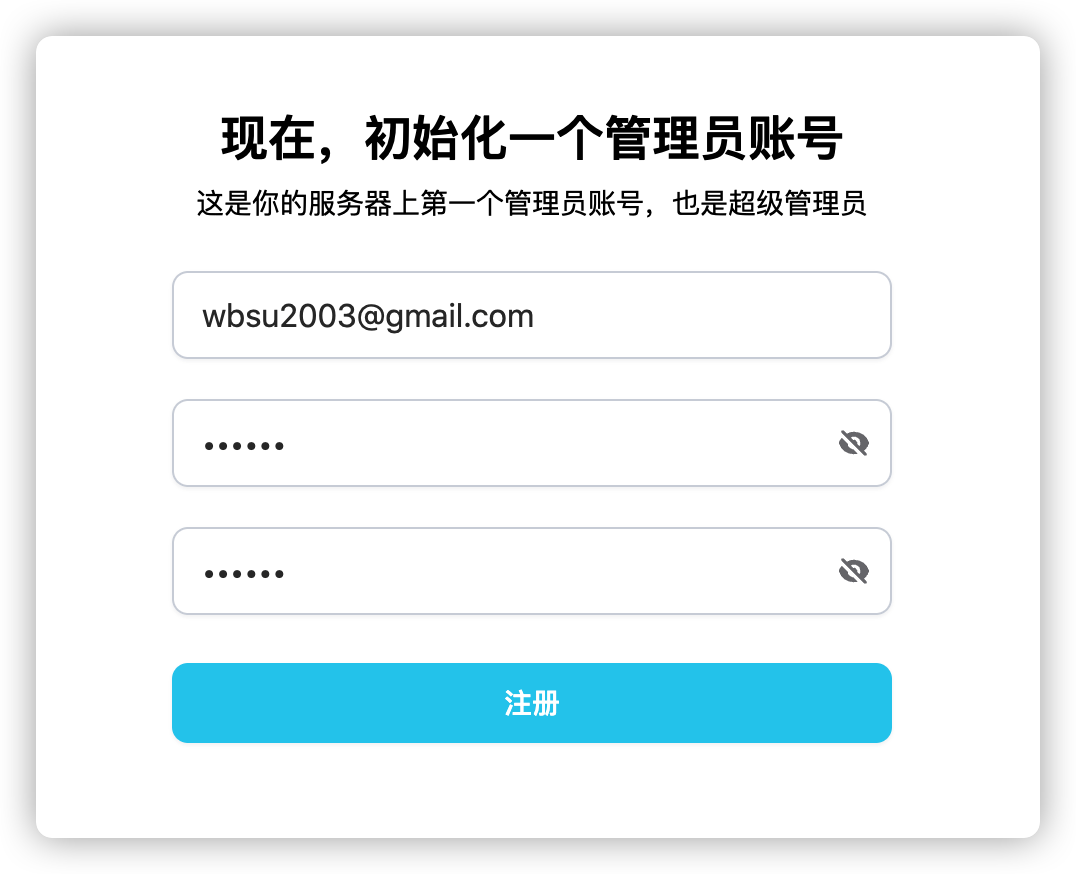 现在，初始化一个管理员账号
这是你的服务器上第一个管理员账号，也是超级管理员
wbsu2003@gmail.com
••••••
••••••
注册